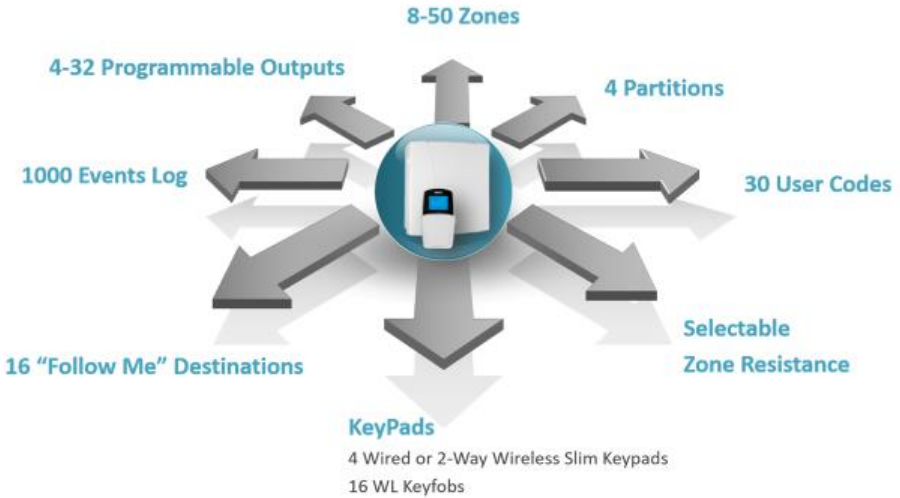 8-50 Zones
4-32 Programmable Outputs
4 Partitions
1000 Events Log
30 User Codes
Selectable
Zone Resistance
16 “Follow Me” Destinations
KeyPads
4 Wired or 2-Way Wireless Slim Keypads
16 WL Keyfobs